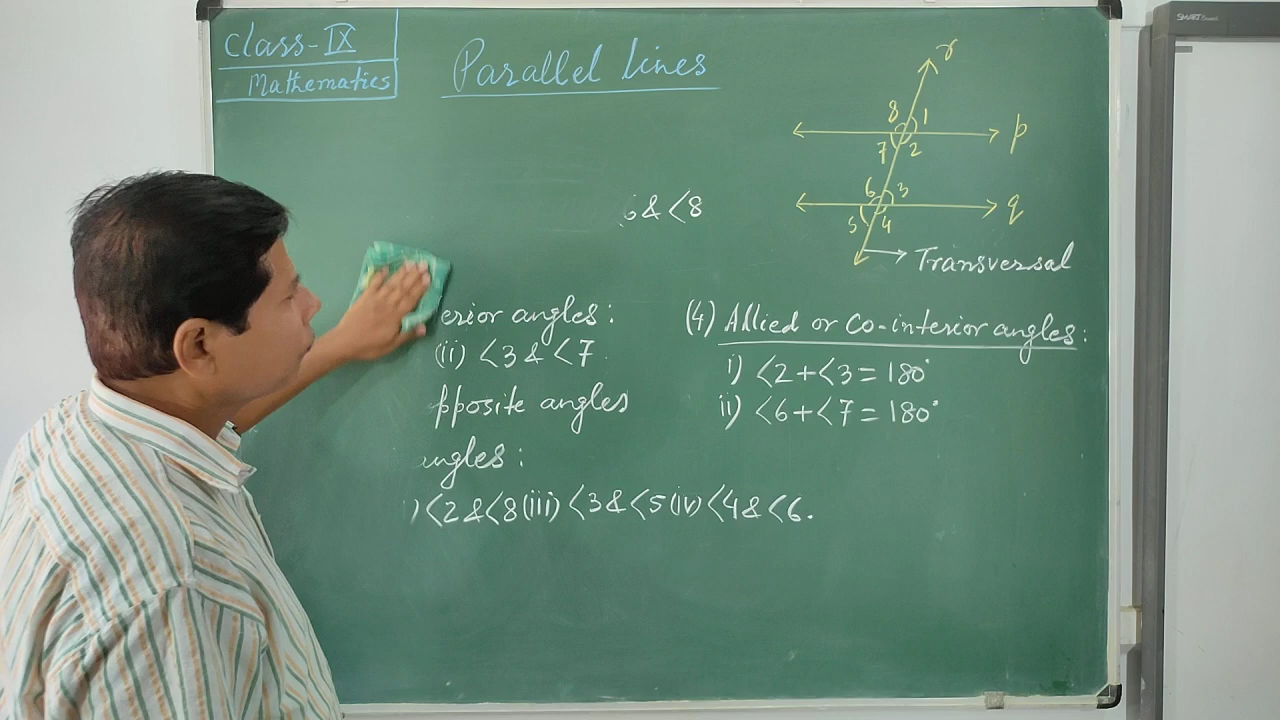 Class-IX
Mathematics
Parallel lines
r
8 1
p
7 2
6 3
q
5 4
Transversal
6 & <8
erior angles:
(ii) <3 & <7
pposite angles
ngles:
) <2 & <8 (iii) <3 & <5 (iv) <4 & <6.
(4) Allied or Co-interior angles:
i) <2+<3 = 180°
ii) <6+<7 = 180°
SMART Board